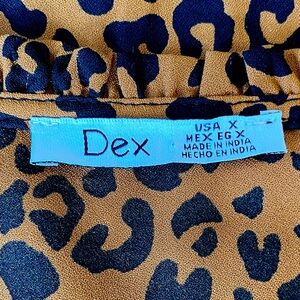 Dex
USA X
MEX EG X
MADE IN INDIA
HECHO EN INDIA